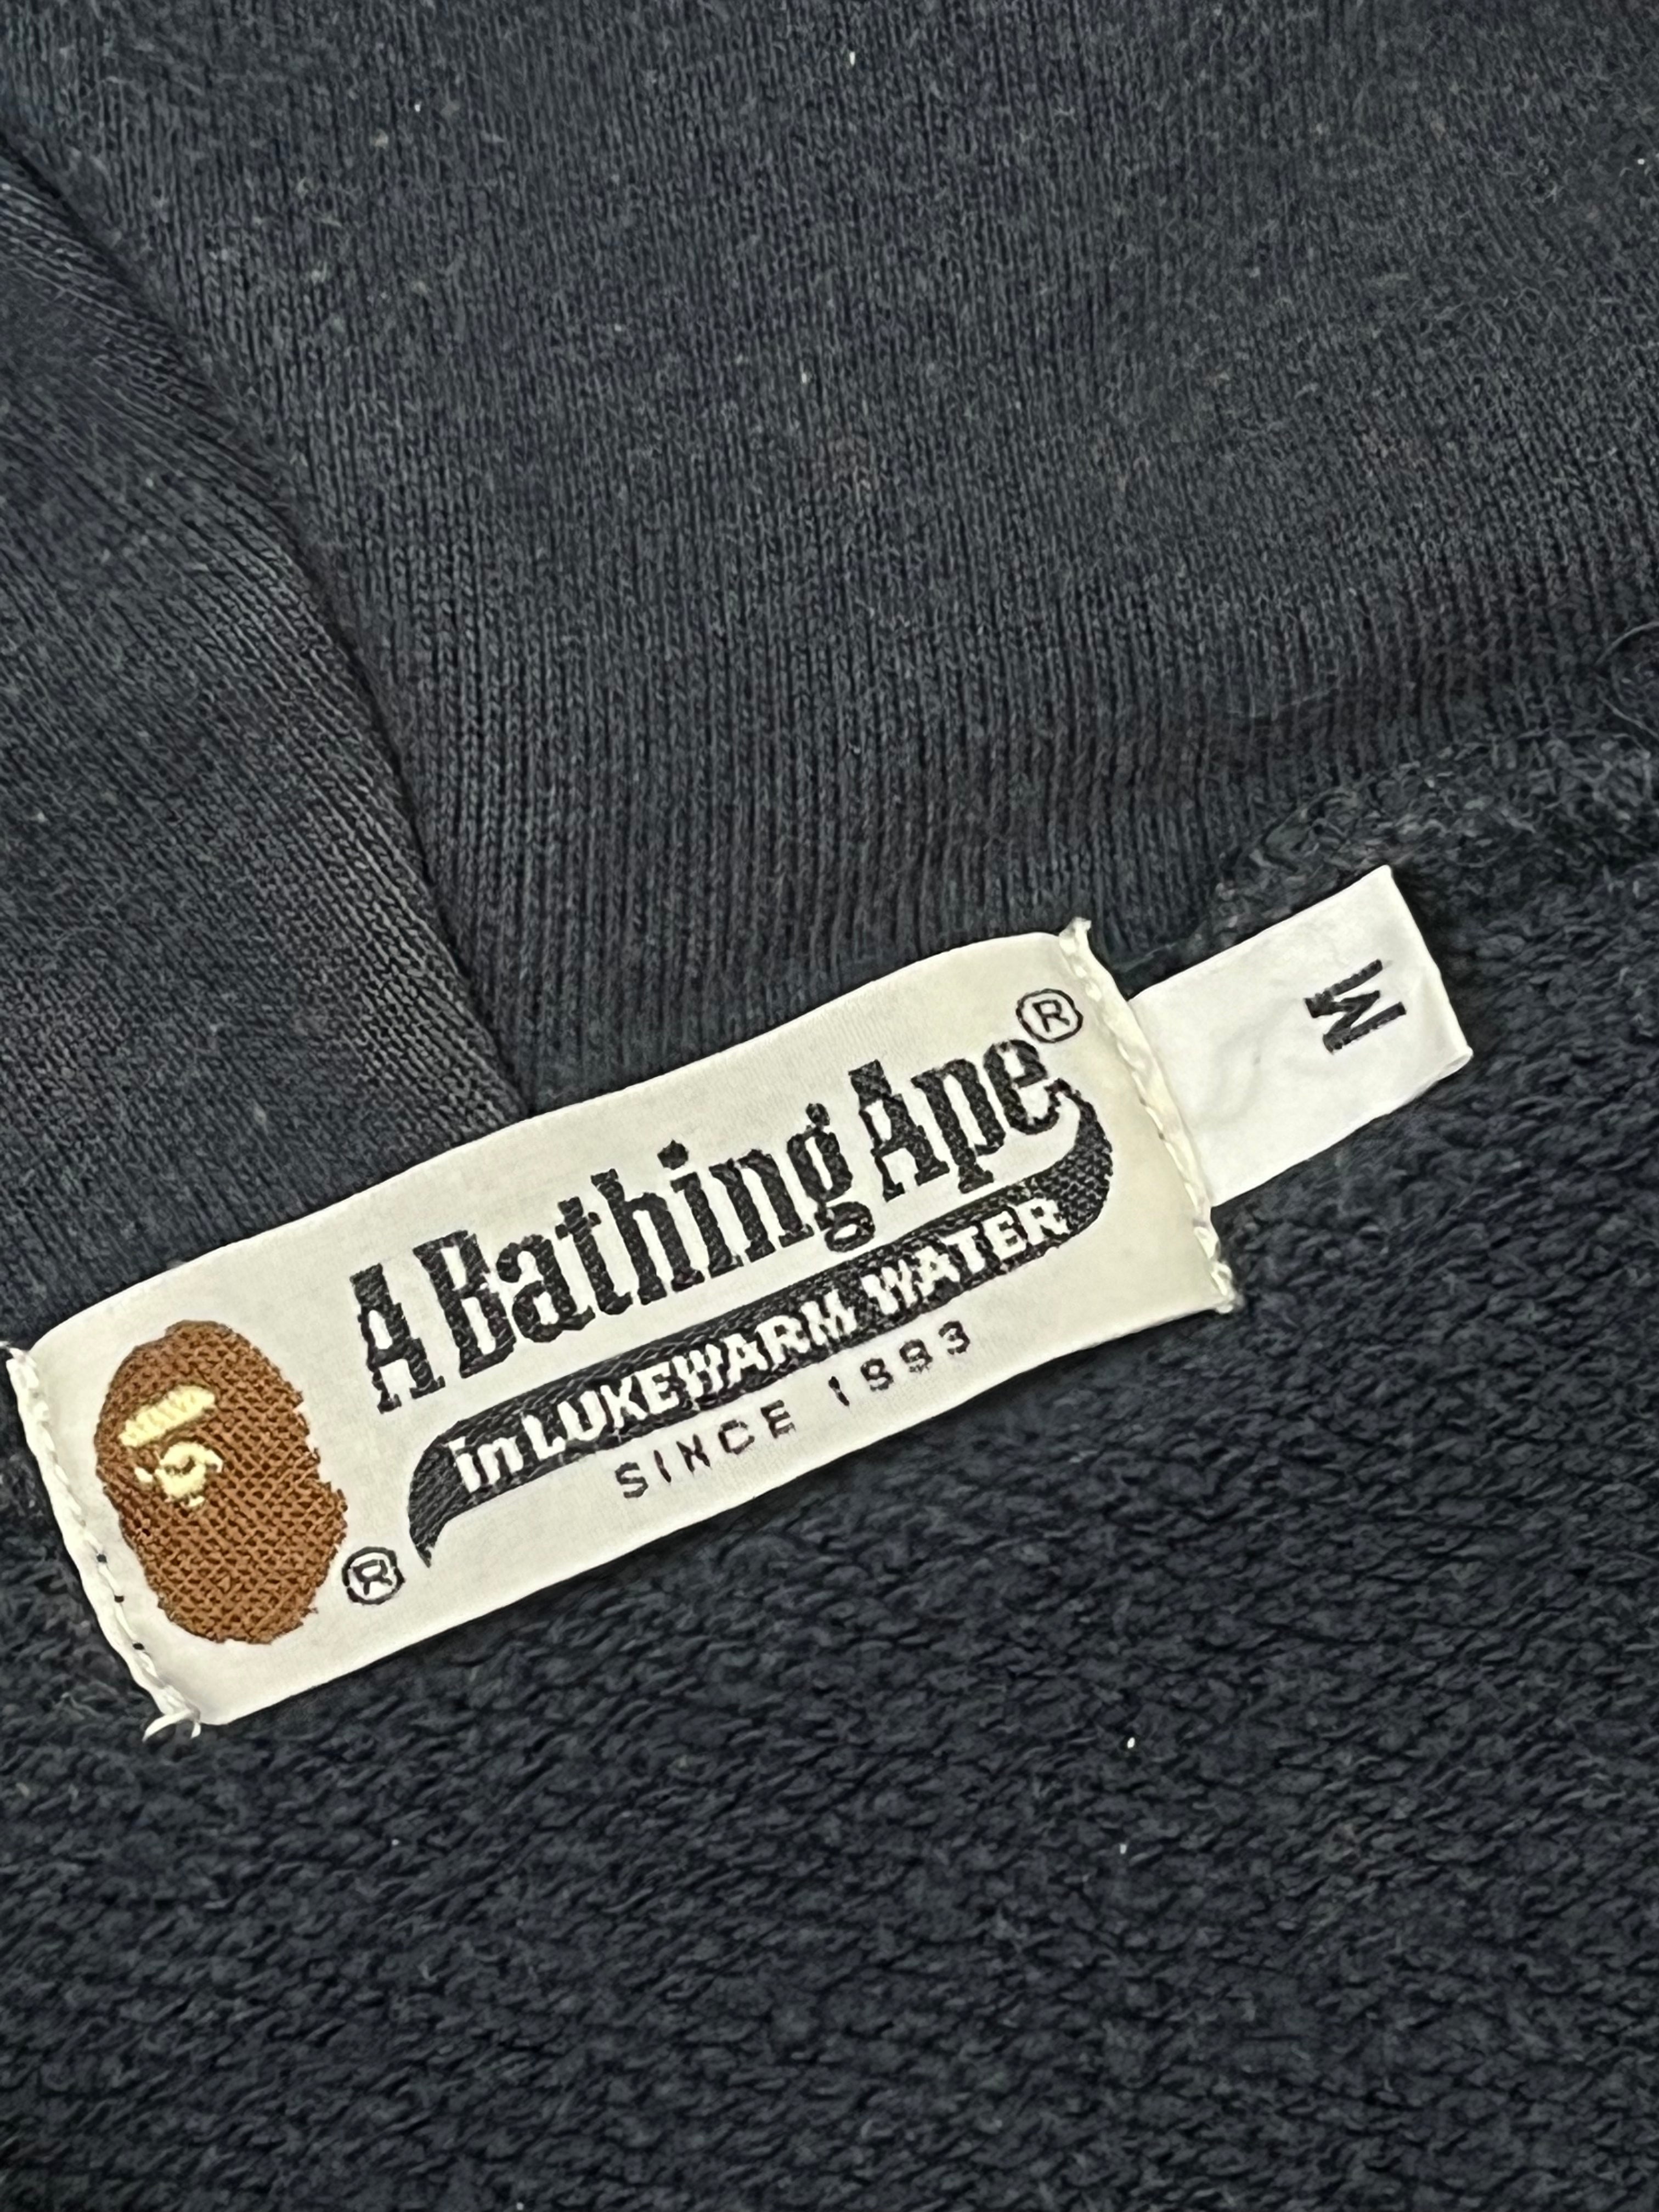 A Bathing Ape®
in LUKEWARM WATER
SINCE 1993
®
M